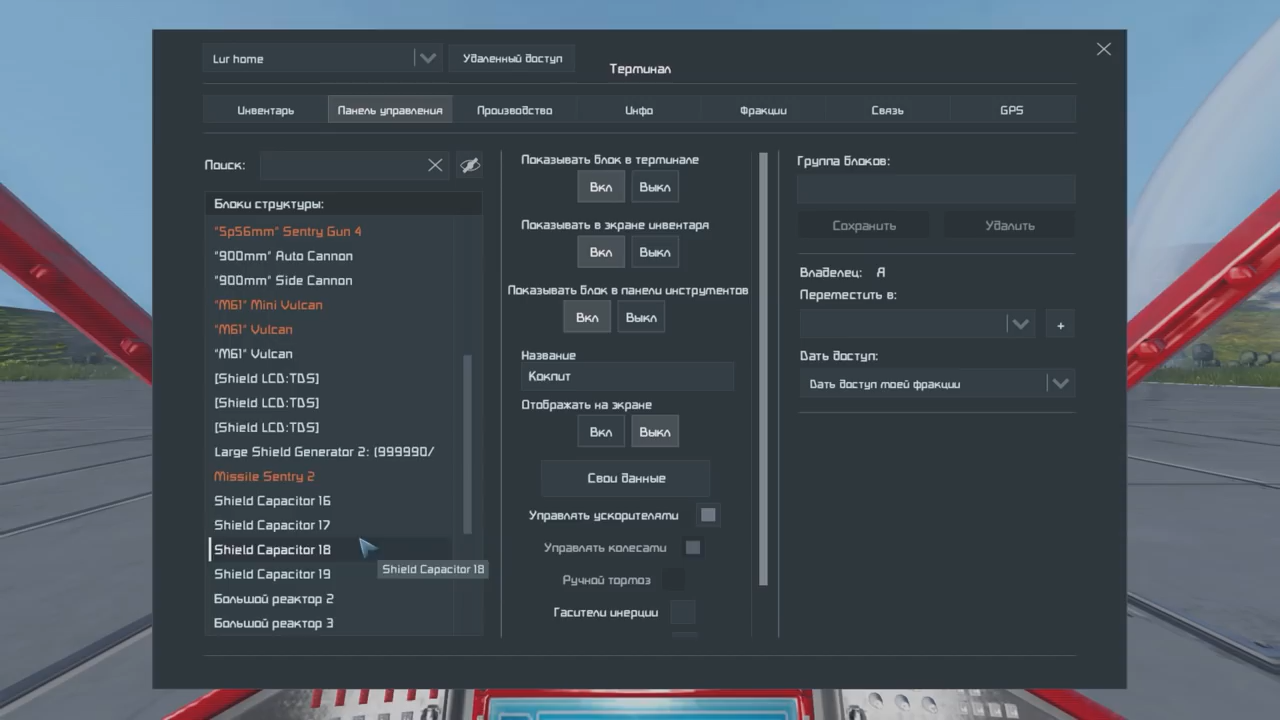 Lur home
Удаленный доступ
Терминал
Инвентарь
Панель управления
Производство
Инфо
Фракции
Связь
GPS
Поиск:
Блоки структуры:
"Sp56mm" Sentry Gun 4
"900mm" Auto Cannon
"900mm" Side Cannon
"M61" Mini Vulcan
"M61" Vulcan
"M61" Vulcan
[Shield LCD:TDS]
[Shield LCD:TDS]
[Shield LCD:TDS]
Large Shield Generator 2: (999990/
Missile Sentry 2
Shield Capacitor 16
Shield Capacitor 17
Shield Capacitor 18
Shield Capacitor 18
Shield Capacitor 19
Большой реактор 2
Большой реактор 3
Показывать блок в терминале
Вкл Выкл
Показывать в экране инвентаря
Вкл Выкл
Показывать блок в панели инструментов
Вкл Выкл
Название
Кокпит
Отображать на экране
Вкл Выкл
Свои данные
Управлять ускорителями
Управлять колесами
Ручной тормоз
Гасители инерции
Группа блоков:
Сохранить Удалить
Владелец: A
Переместить в:
+
Дать доступ:
Дать доступ моей фракции